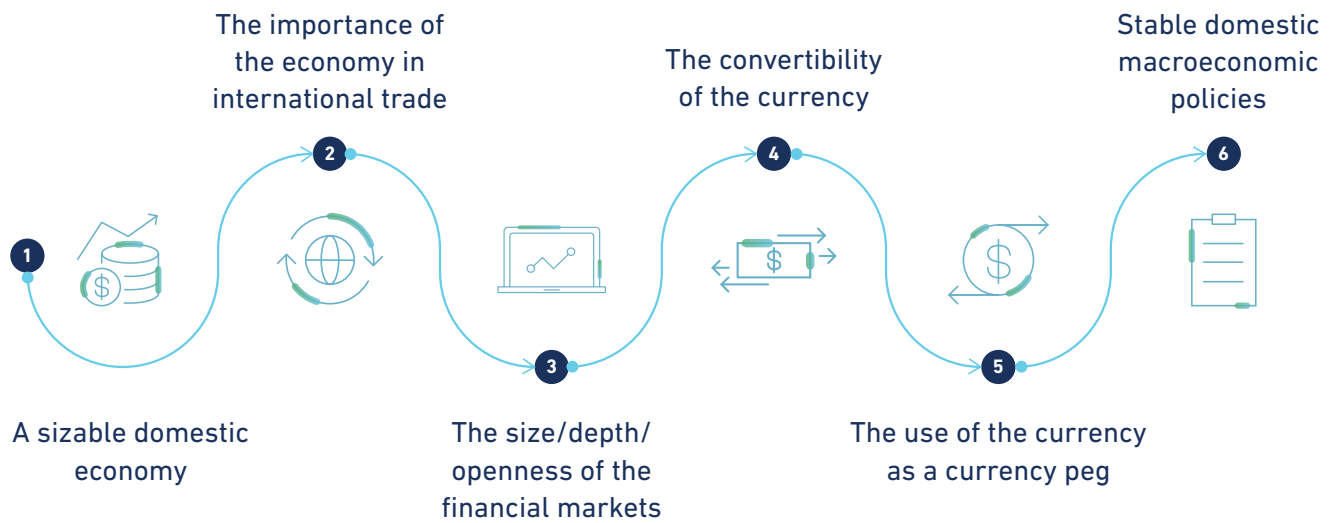 1
A sizable domestic
economy
The importance of
the economy in
international trade
2
3
The size/depth/
openness of the
financial markets
The convertibility
of the currency
4
$
$
$
5
The use of the currency
as a currency peg
Stable domestic
macroeconomic
policies
6